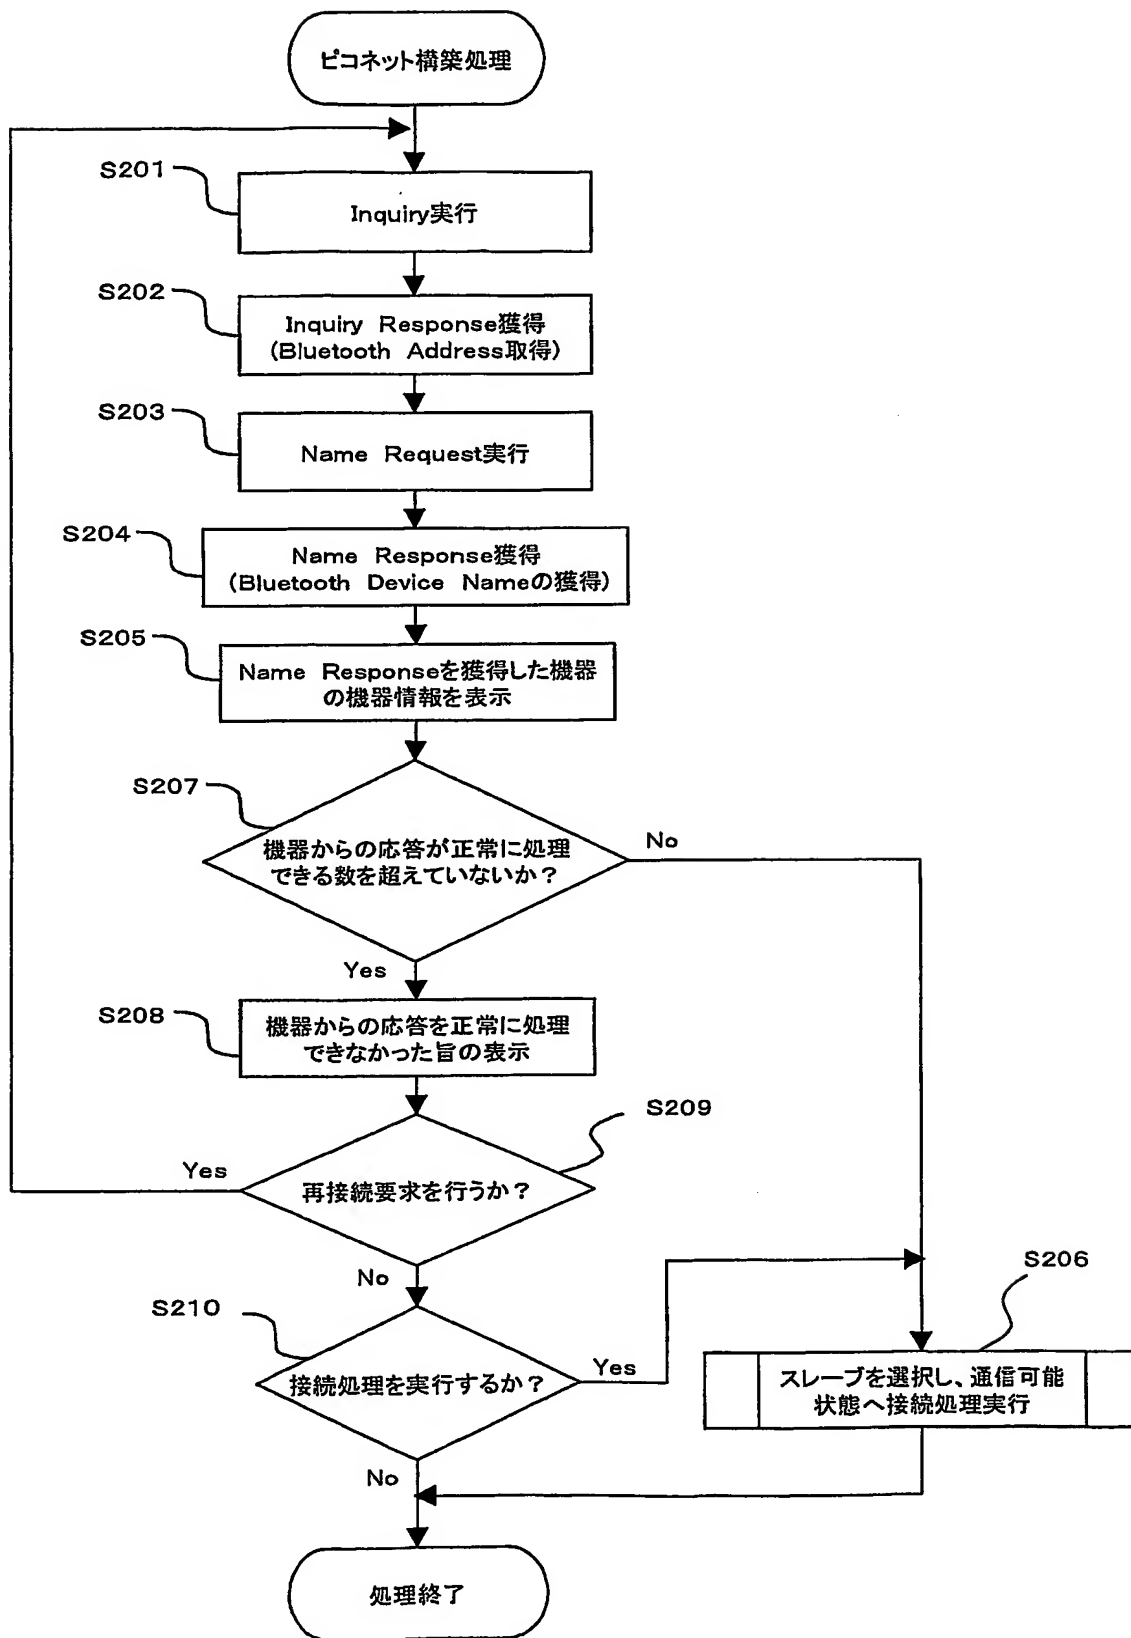 ピコネット構築処理
S201
Inquiry実行
S202
Inquiry Response獲得
(Bluetooth Address取得)
S203
Name Request実行
S204
Name Response獲得
(Bluetooth Device Nameの獲得)
S205
Name Responseを獲得した機器
の機器情報を表示
S207
機器からの応答が正常に処理
できる数を超えていないか？
No
Yes
S208
機器からの応答を正常に処理
できなかった旨の表示
S209
再接続要求を行うか？
Yes
No
S210
接続処理を実行するか？
Yes
No
S206
スレーブを選択し、通信可能
状態へ接続処理実行
処理終了